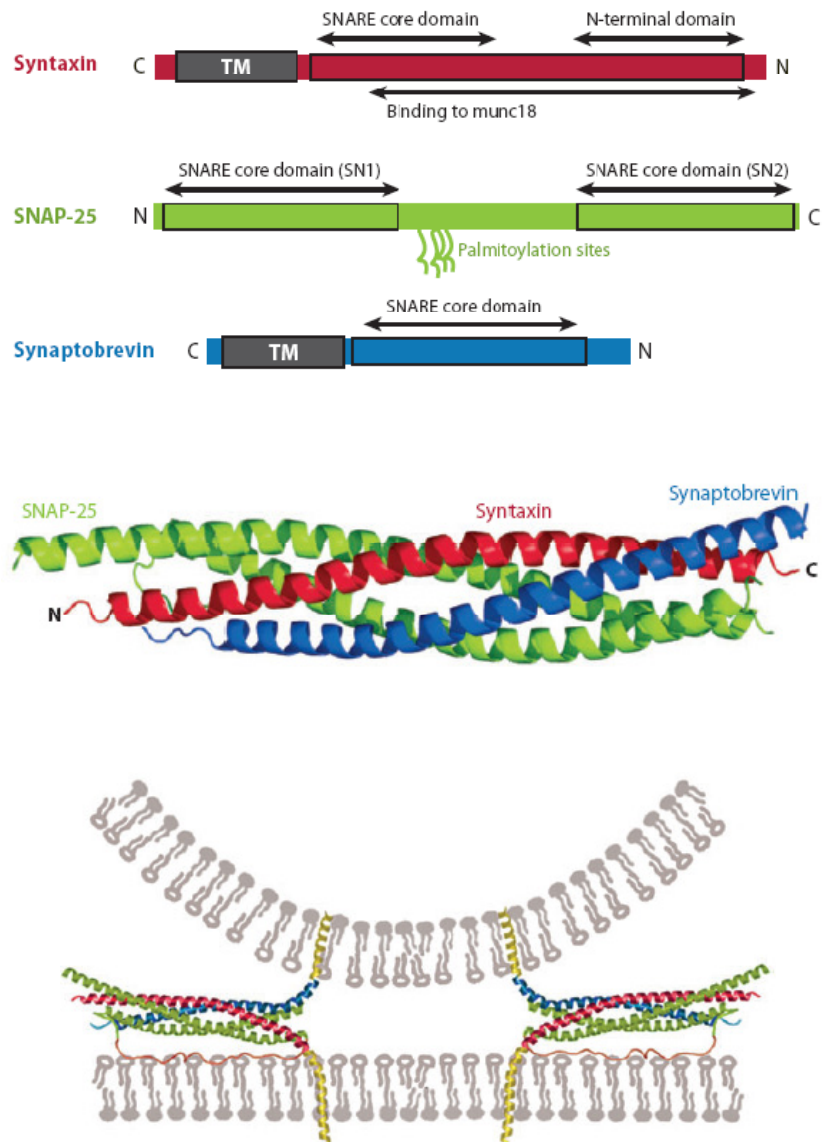 SNARE core domain N-terminal domain
Syntaxin C TM N
Binding to munc18
SNARE core domain (SN1) SNARE core domain (SN2)
SNAP-25 N C
Palmitoylation sites
SNARE core domain
Synaptobrevin C TM N
Synaptobrevin
SNAP-25 Syntaxin
C
N